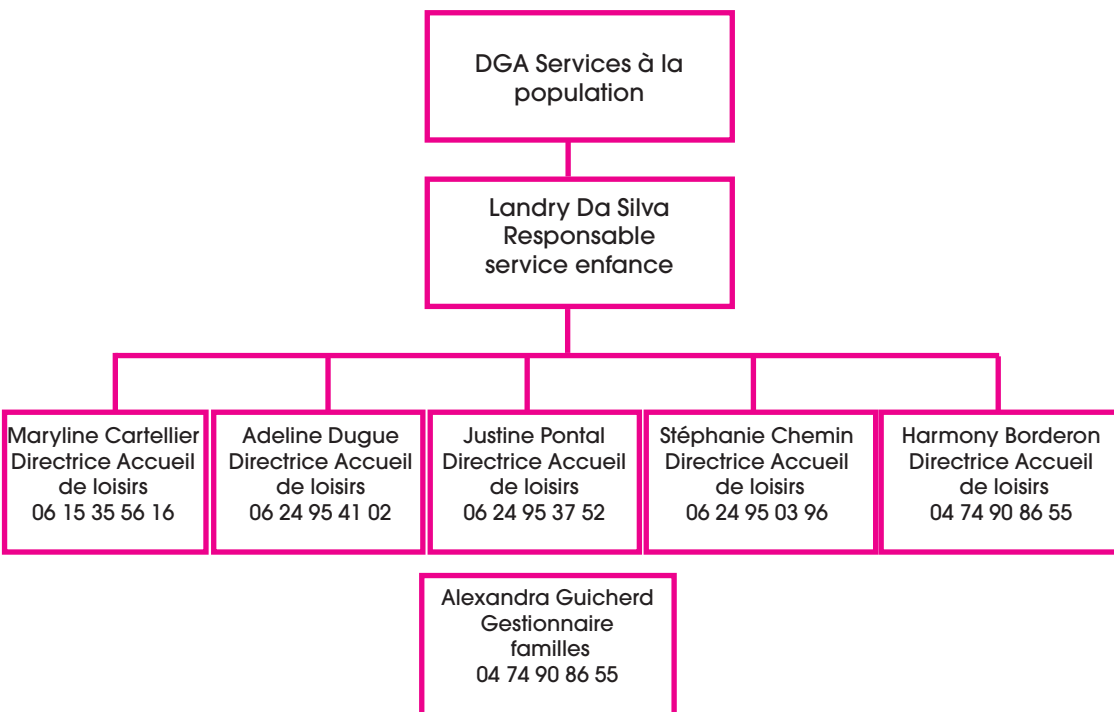 DGA Services à la
population
Landry Da Silva
Responsable
service enfance
Maryline Cartellier
Directrice Accueil
de loisirs
06 15 35 56 16
Adeline Dugue
Directrice Accueil
de loisirs
06 24 95 41 02
Justine Pontal
Directrice Accueil
de loisirs
06 24 95 37 52
Stéphanie Chemin
Directrice Accueil
de loisirs
06 24 95 03 96
Harmony Borderon
Directrice Accueil
de loisirs
04 74 90 86 55
Alexandra Guicherd
Gestionnaire
familles
04 74 90 86 55